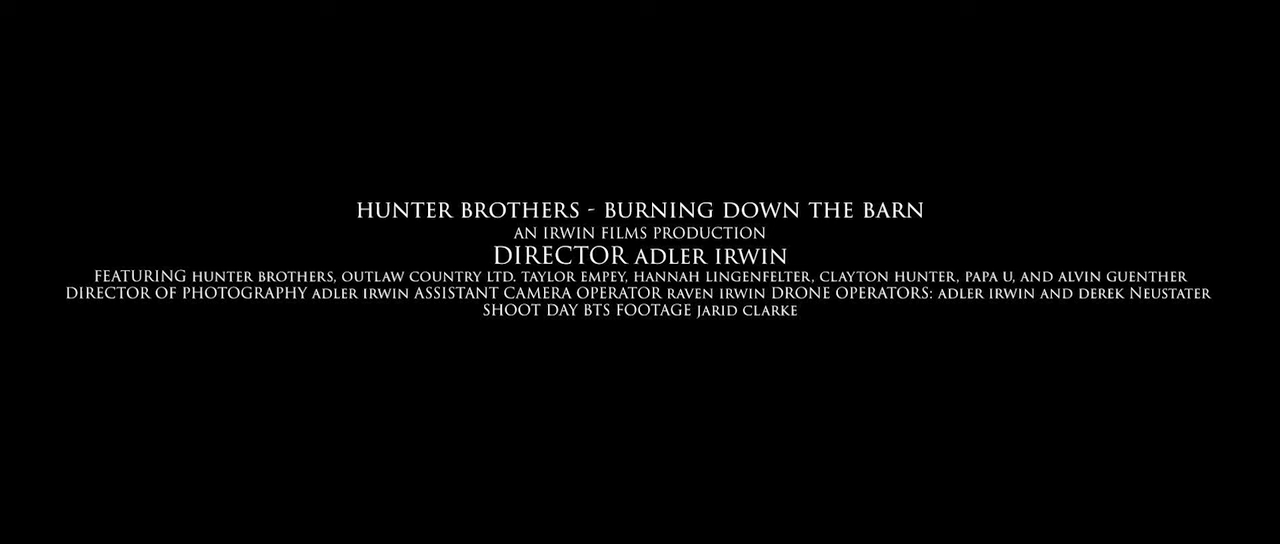 HUNTER BROTHERS - BURNING DOWN THE BARN
AN IRWIN FILMS PRODUCTION
DIRECTOR ADLER IRWIN
FEATURING HUNTER BROTHERS, OUTLAW COUNTRY LTD. TAYLOR EMPEY, HANNAH LINGENFELTER, CLAYTON HUNTER, PAPA U, AND ALVIN GUENTHER
DIRECTOR OF PHOTOGRAPHY ADLER IRWIN ASSISTANT CAMERA OPERATOR RAVEN IRWIN DRONE OPERATORS: ADLER IRWIN AND DEREK NEUSTATER
SHOOT DAY BTS FOOTAGE JARID CLARKE